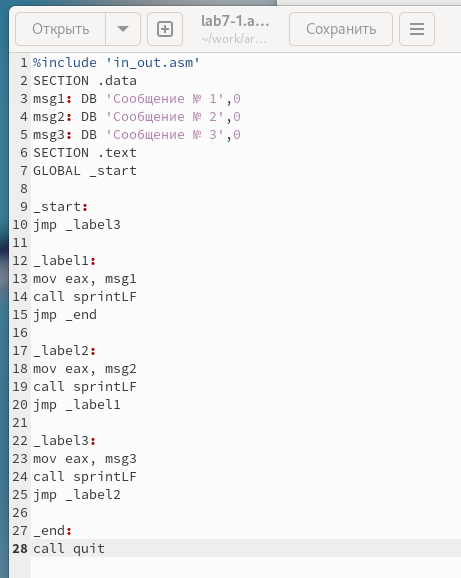 Открыть
lab7-1.a...
~/work/ar...
Сохранить
1 %include 'in_out.asm'
2 SECTION .data
3 msg1: DB 'Сообщение № 1',0
4 msg2: DB 'Сообщение № 2',0
5 msg3: DB 'Сообщение № 3',0
6 SECTION .text
7 GLOBAL _start
8
9 _start:
10 jmp _label3
11
12 _label1:
13 mov eax, msg1
14 call sprintLF
15 jmp _end
16
17 _label2:
18 mov eax, msg2
19 call sprintLF
20 jmp _label1
21
22 _label3:
23 mov eax, msg3
24 call sprintLF
25 jmp _label2
26
27 _end:
28 call quit